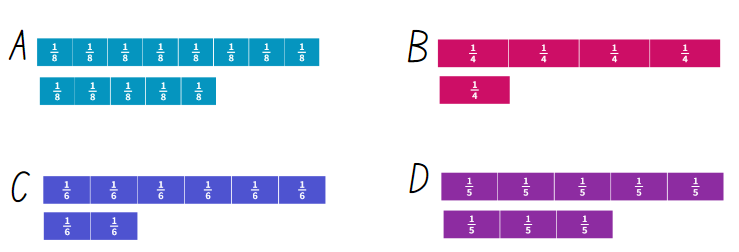 A 1/8 1/8 1/8 1/8 1/8 1/8 1/8 1/8
1/8 1/8 1/8 1/8 1/8
B 1/4 1/4 1/4 1/4
1/4
C 1/6 1/6 1/6 1/6 1/6 1/6
1/6 1/6
D 1/5 1/5 1/5 1/5 1/5
1/5 1/5 1/5